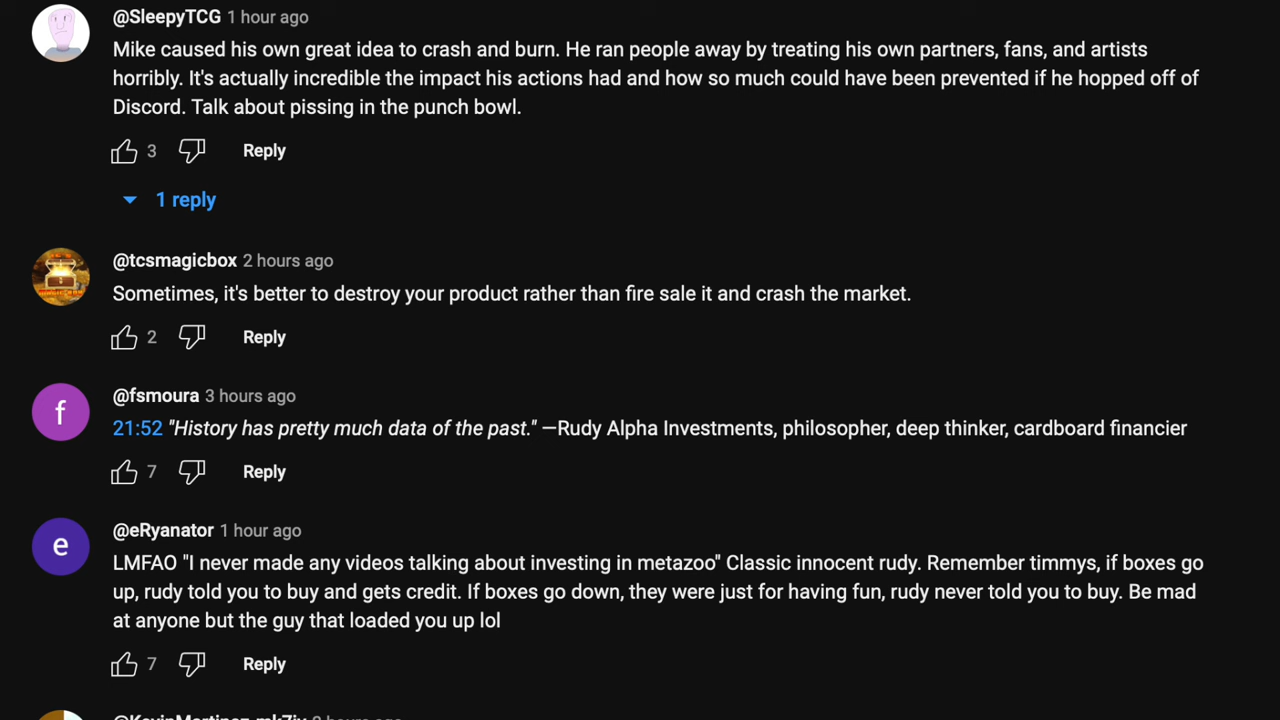 @SleepyTCG 1 hour ago
Mike caused his own great idea to crash and burn. He ran people away by treating his own partners, fans, and artists
horribly. It's actually incredible the impact his actions had and how so much could have been prevented if he hopped off of
Discord. Talk about pissing in the punch bowl.
3 Reply
1 reply
@tcsmagicbox 2 hours ago
Sometimes, it's better to destroy your product rather than fire sale it and crash the market.
2 Reply
f
@fsmoura 3 hours ago
21:52 "History has pretty much data of the past." —Rudy Alpha Investments, philosopher, deep thinker, cardboard financier
7 Reply
e
@eRyanator 1 hour ago
LMFAO "I never made any videos talking about investing in metazoo" Classic innocent rudy. Remember timmys, if boxes go
up, rudy told you to buy and gets credit. If boxes go down, they were just for having fun, rudy never told you to buy. Be mad
at anyone but the guy that loaded you up lol
7 Reply